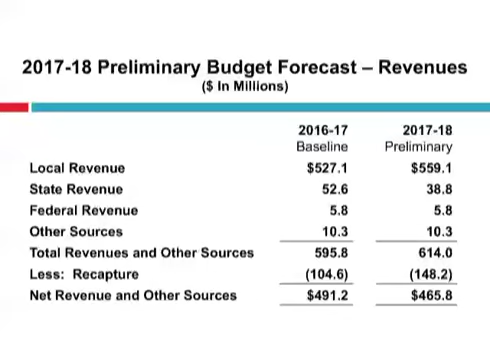 2017-18 Preliminary Budget Forecast – Revenues
($ In Millions)
2016-17 2017-18
Baseline Preliminary
Local Revenue $527.1 $559.1
State Revenue 52.6 38.8
Federal Revenue 5.8 5.8
Other Sources 10.3 10.3
Total Revenues and Other Sources 595.8 614.0
Less: Recapture (104.6) (148.2)
Net Revenue and Other Sources $491.2 $465.8